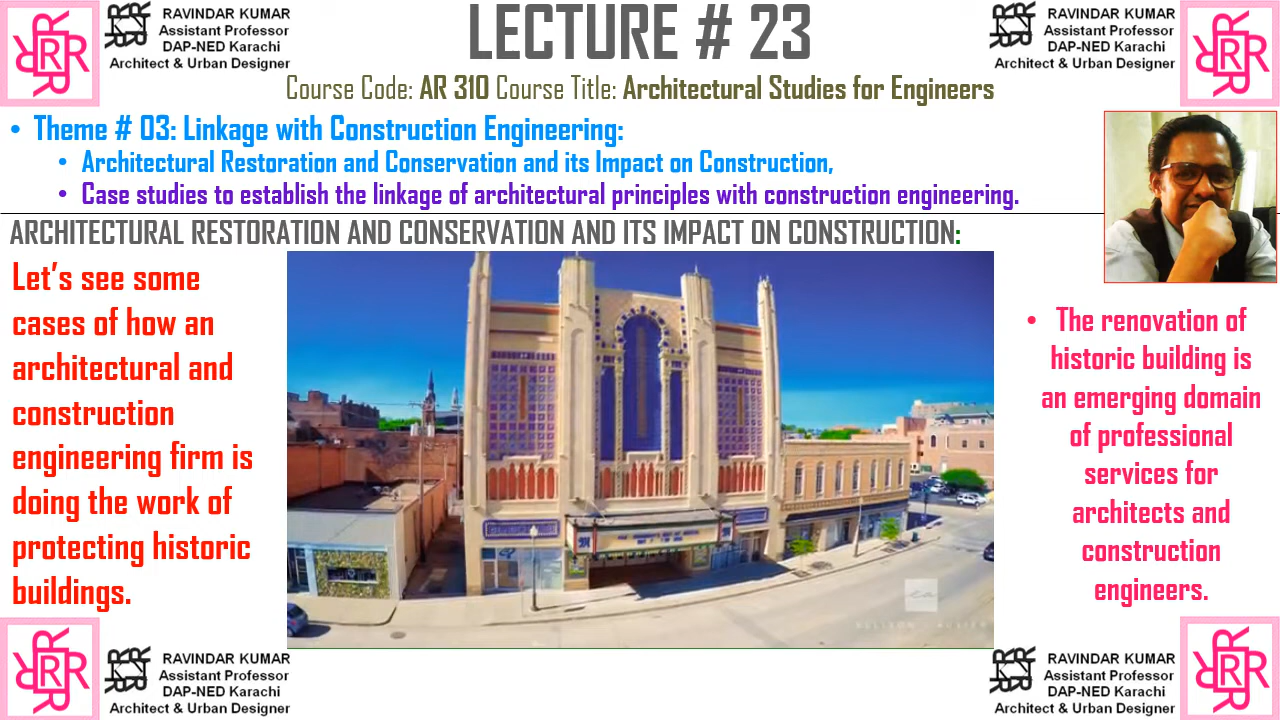 RAVINDAR KUMAR
Assistant Professor
DAP-NED Karachi
Architect & Urban Designer
LECTURE # 23
RAVINDAR KUMAR
Assistant Professor
DAP-NED Karachi
Architect & Urban Designer
Course Code: AR 310 Course Title: Architectural Studies for Engineers
• Theme # 03: Linkage with Construction Engineering:
• Architectural Restoration and Conservation and its Impact on Construction,
• Case studies to establish the linkage of architectural principles with construction engineering.
ARCHITECTURAL RESTORATION AND CONSERVATION AND ITS IMPACT ON CONSTRUCTION:
Let’s see some
cases of how an
architectural and
construction
engineering firm is
doing the work of
protecting historic
buildings.
• The renovation of
historic building is
an emerging domain
of professional
services for
architects and
construction
engineers.
RAVINDAR KUMAR
Assistant Professor
DAP-NED Karachi
Architect & Urban Designer
RAVINDAR KUMAR
Assistant Professor
DAP-NED Karachi
Architect & Urban Designer